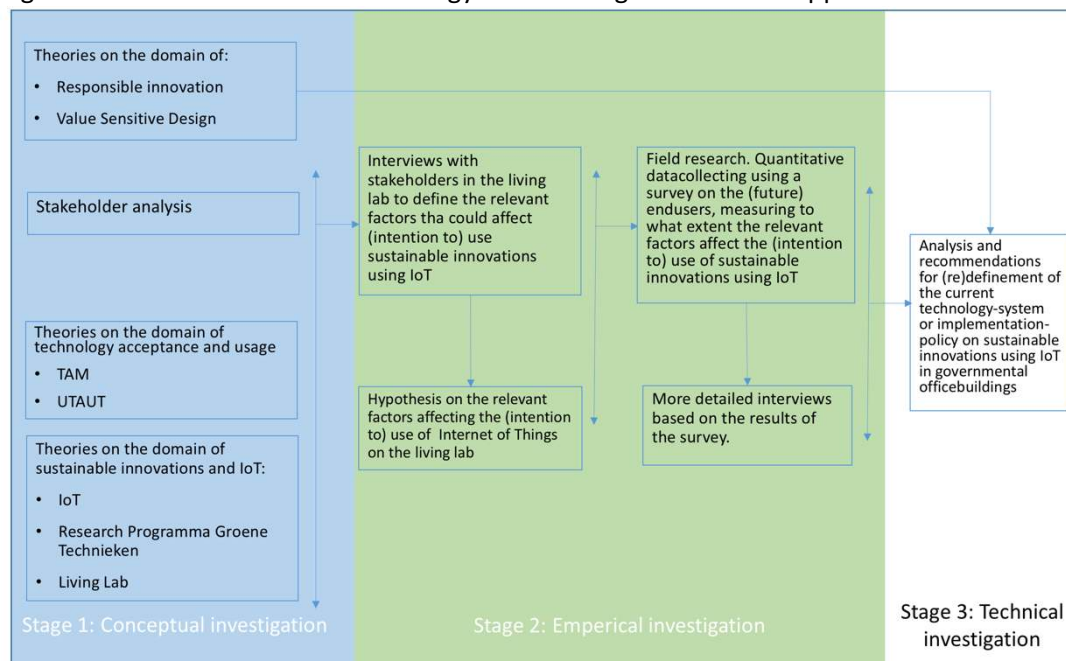 Theories on the domain of:
• Responsible innovation
• Value Sensitive Design
Stakeholder analysis
Theories on the domain of
technology acceptance and usage
• TAM
• UTAUT
Theories on the domain of
sustainable innovations and IoT:
• IoT
• Research Programma Groene
Technieken
• Living Lab
Stage 1: Conceptual investigation
Interviews with
stakeholders in the living
lab to define the relevant
factors tha could affect
(intention to) use
sustainable innovations
using IoT
Hypothesis on the relevant
factors affecting the (intention
to) use of Internet of Things
on the living lab
Field research. Quantitative
datacollecting using a
survey on the (future)
endusers, measuring to
what extent the relevant
factors affect the (intention
to) use of sustainable
innovations using IoT
More detailed interviews
based on the results of
the survey.
Stage 2: Emperical investigation
Analysis and
recommendations
for (re)definement of
the current
technology-system
or implementation-
policy on sustainable
innovations using IoT
in governmental
officebuildings
Stage 3: Technical
investigation